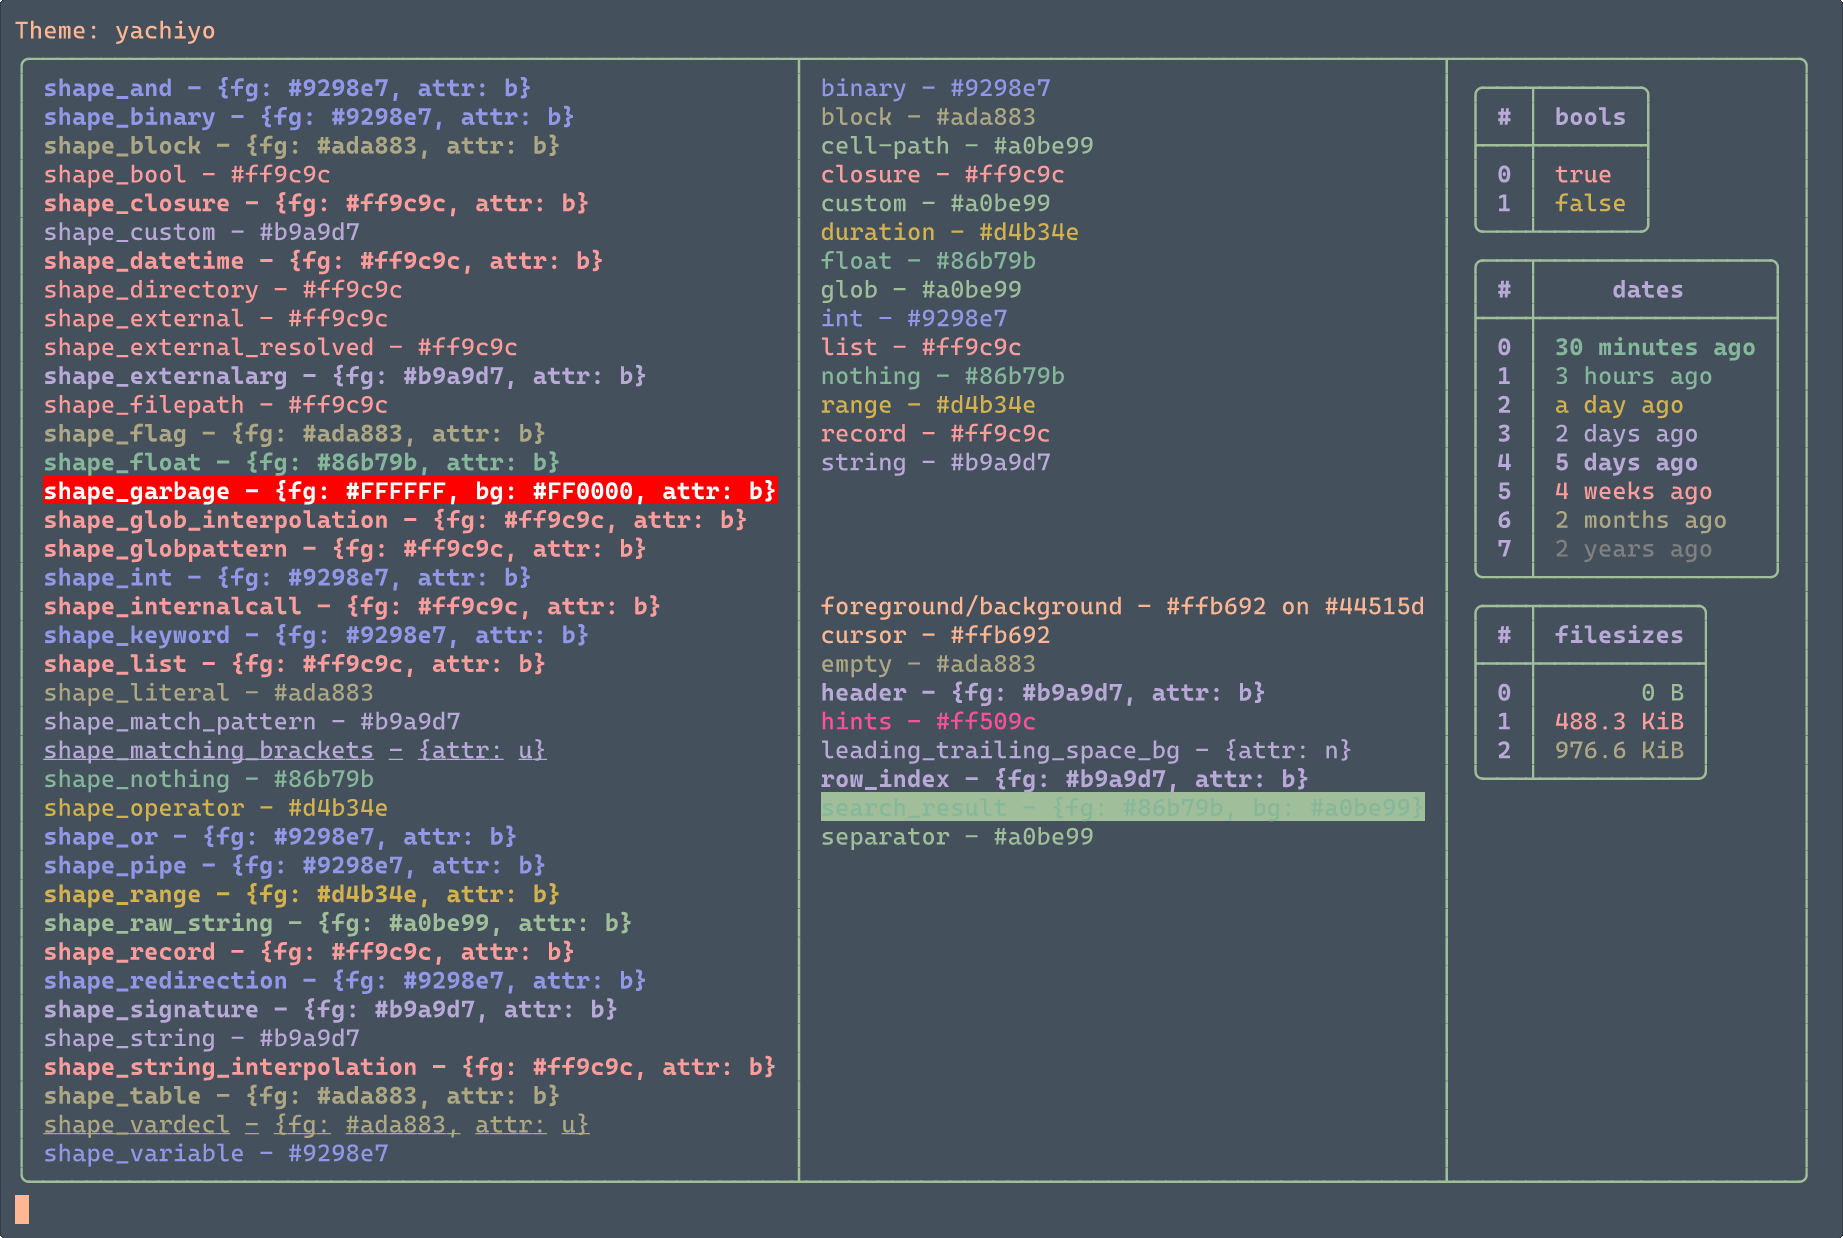 Theme: yachiyo
shape_and - {fg: #9298e7, attr: b}
shape_binary - {fg: #9298e7, attr: b}
shape_block - {fg: #ada883, attr: b}
shape_bool - #ff9c9c
shape_closure - {fg: #ff9c9c, attr: b}
shape_custom - #b9a9d7
shape_datetime - {fg: #ff9c9c, attr: b}
shape_directory - #ff9c9c
shape_external - #ff9c9c
shape_external_resolved - #ff9c9c
shape_externalarg - {fg: #b9a9d7, attr: b}
shape_filepath - #ff9c9c
shape_flag - {fg: #ada883, attr: b}
shape_float - {fg: #86b79b, attr: b}
shape_garbage - {fg: #FFFFFF, bg: #FF0000, attr: b}
shape_glob_interpolation - {fg: #ff9c9c, attr: b}
shape_globpattern - {fg: #ff9c9c, attr: b}
shape_int - {fg: #9298e7, attr: b}
shape_internalcall - {fg: #ff9c9c, attr: b}
shape_keyword - {fg: #9298e7, attr: b}
shape_list - {fg: #ff9c9c, attr: b}
shape_literal - #ada883
shape_match_pattern - #b9a9d7
shape_matching_brackets - {attr: u}
shape_nothing - #86b79b
shape_operator - #d4b34e
shape_or - {fg: #9298e7, attr: b}
shape_pipe - {fg: #9298e7, attr: b}
shape_range - {fg: #d4b34e, attr: b}
shape_raw_string - {fg: #a0be99, attr: b}
shape_record - {fg: #ff9c9c, attr: b}
shape_redirection - {fg: #9298e7, attr: b}
shape_signature - {fg: #b9a9d7, attr: b}
shape_string - #b9a9d7
shape_string_interpolation - {fg: #ff9c9c, attr: b}
shape_table - {fg: #ada883, attr: b}
shape_vardecl - {fg: #ada883, attr: u}
shape_variable - #9298e7
binary - #9298e7
block - #ada883
cell-path - #a0be99
closure - #ff9c9c
custom - #a0be99
duration - #d4b34e
float - #86b79b
glob - #a0be99
int - #9298e7
list - #ff9c9c
nothing - #86b79b
range - #d4b34e
record - #ff9c9c
string - #b9a9d7
foreground/background - #ffb692 on #44515d
cursor - #ffb692
empty - #ada883
header - {fg: #b9a9d7, attr: b}
hints - #ff509c
leading_trailing_space_bg - {attr: n}
row_index - {fg: #b9a9d7, attr: b}
search_result - {fg: #86b79b, bg: #a0be99}
separator - #a0be99
# bools
0 true
1 false
# dates
0 30 minutes ago
1 3 hours ago
2 a day ago
3 2 days ago
4 5 days ago
5 4 weeks ago
6 2 months ago
7 2 years ago
# filesizes
0 0 B
1 488.3 KiB
2 976.6 KiB